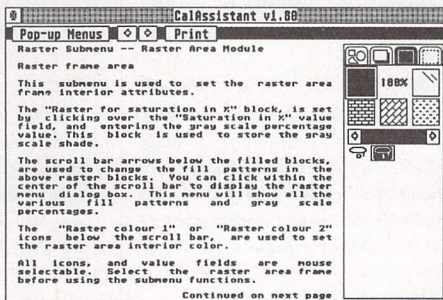 CalAssistant v1.80
Pop-up Menus
Print
Raster Submenu -- Raster Area Module
Raster frame area
This submenu is used to set the raster area
frame interior attributes.
The "Raster for saturation in %" block, is set
by clicking over the "Saturation in %" value
field, and entering the gray scale percentage
value. This block is used to store the gray
scale shade.
The scroll bar arrows below the filled blocks,
are used to change the fill patterns in the
above raster blocks. You can click within the
center of the scroll bar to display the raster
menu dialog box. This menu will show all the
various fill patterns and gray scale
percentages.
The "Raster colour 1" or "Raster colour 2"
icons below the scroll bar, are used to set
the raster area interior color.
All icons, and value fields are mouse
selectable. Select the raster area frame
before using the submenu functions.
Continued on next page
100%